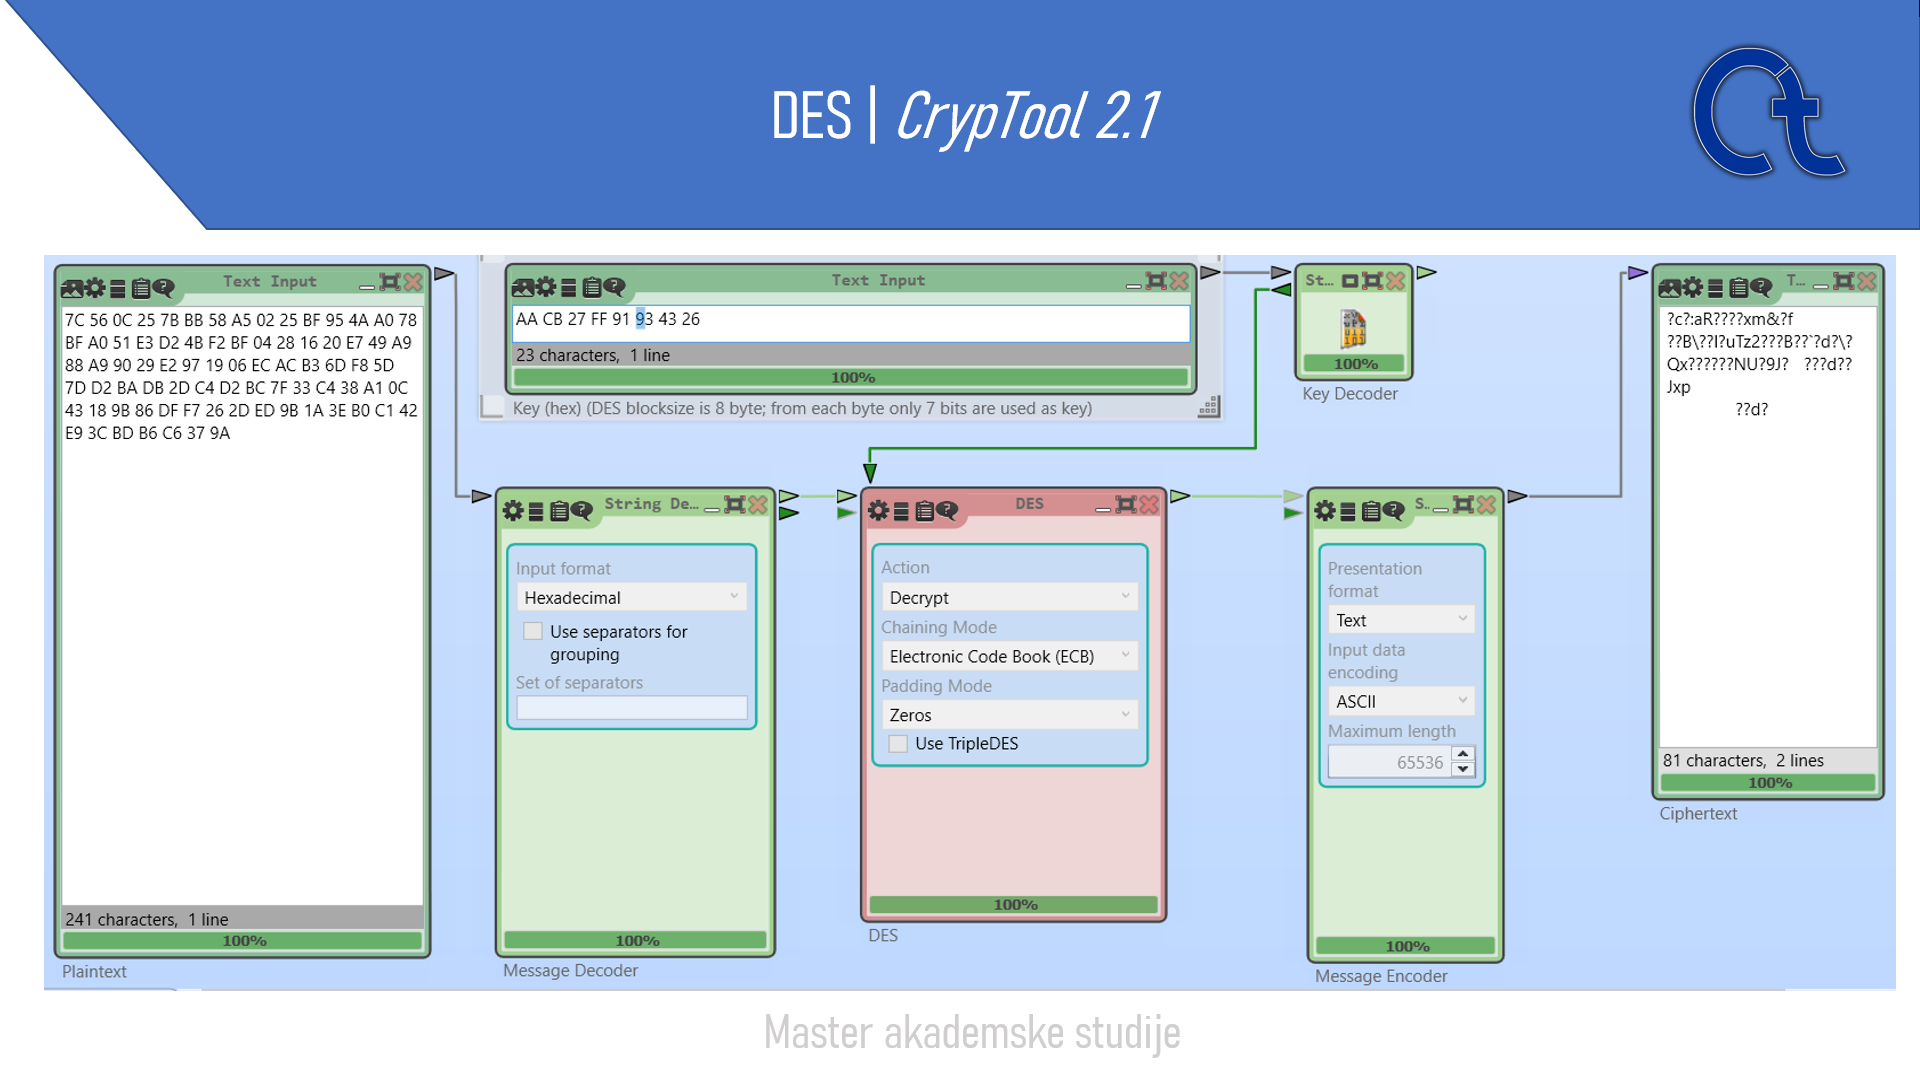 DES | CrypTool 2.1
Ct
Text Input
7C 56 0C 25 7B BB 58 A5 02 25 BF 95 4A A0 78
BF A0 51 E3 D2 4B F2 BF 04 28 16 20 E7 49 A9
88 A9 90 29 E2 97 19 06 EC AC B3 6D F8 5D
7D D2 BA DB 2D C4 D2 BC 7F 33 C4 38 A1 0C
43 18 9B 86 DF F7 26 2D ED 9B 1A 3E B0 C1 42
E9 3C BD B6 C6 37 9A
241 characters, 1 line
100%
Plaintext
Text Input
AA CB 27 FF 91 93 43 26
23 characters, 1 line
100%
Key (hex) (DES blocksize is 8 byte; from each byte only 7 bits are used as key)
St...
100%
Key Decoder
String De...
Input format
Hexadecimal
Use separators for
grouping
Set of separators
100%
Message Decoder
DES
Action
Decrypt
Chaining Mode
Electronic Code Book (ECB)
Padding Mode
Zeros
Use TripleDES
100%
DES
S..
Presentation
format
Text
Input data
encoding
ASCII
Maximum length
65536
100%
Message Encoder
T...
?c?:aR????xm&?f
??B\??I?uTz2???B??`?d?\?
Qx??????NU?9J? ???d??
Jxp
??d?
81 characters, 2 lines
100%
Ciphertext
Master akademske studije